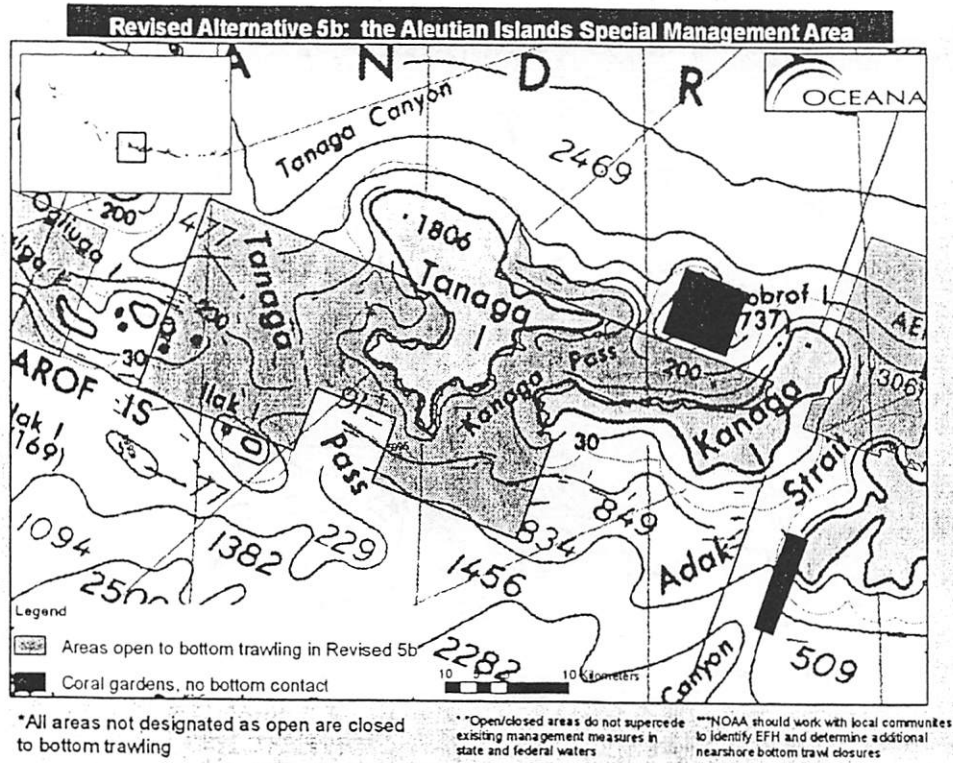 Revised Alternative 5b: the Aleutian Islands Special Management Area
A N D R
OCEANA
Tanaga Canyon
2469
200
Ogliuga I
477
1806
Tanaga
Tanaga
I
obrof I
737)
200
30
Pass
200
306
AROF IS
Ilak I
Kanaga
Kanaga
I
30
lak I
169)
Pass
Strait
77
849
834
229
1094
1382
1456
Adak
Legend
Areas open to bottom trawling in Revised 5b
2282
509
Coral gardens, no bottom contact
10
10 Kilometers
Canyon
*All areas not designated as open are closed
to bottom trawling
**Open/closed areas do not supercede
exisiting management measures in
state and federal waters
***NOAA should work with local communites
to identify EFH and determine additional
nearshore bottom trawl closures